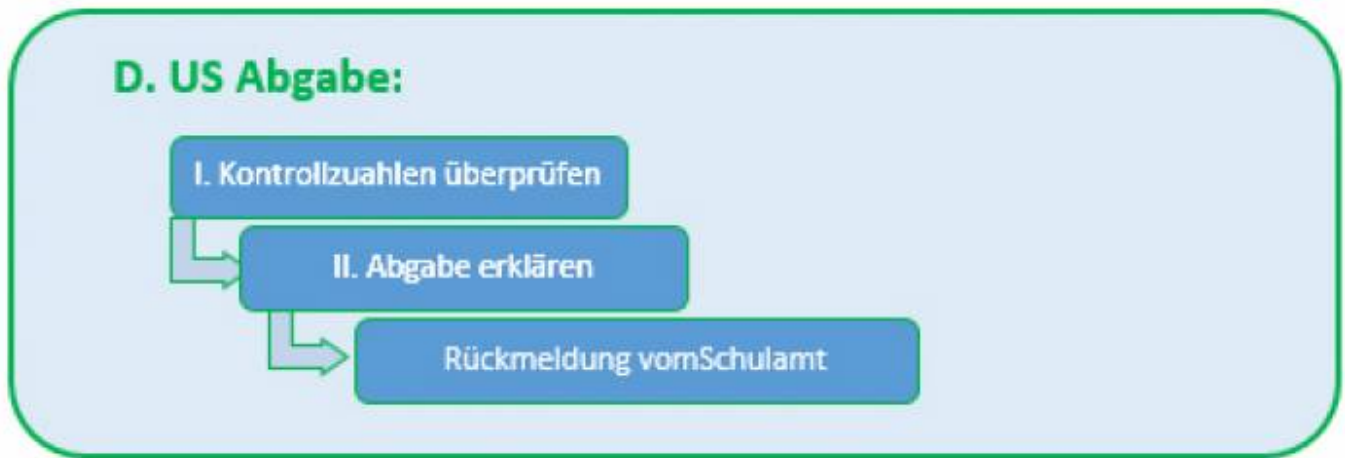 D. US Abgabe:
I. Kontrollzuahlen überprüfen
II. Abgabe erklären
Rückmeldung vomSchulamt